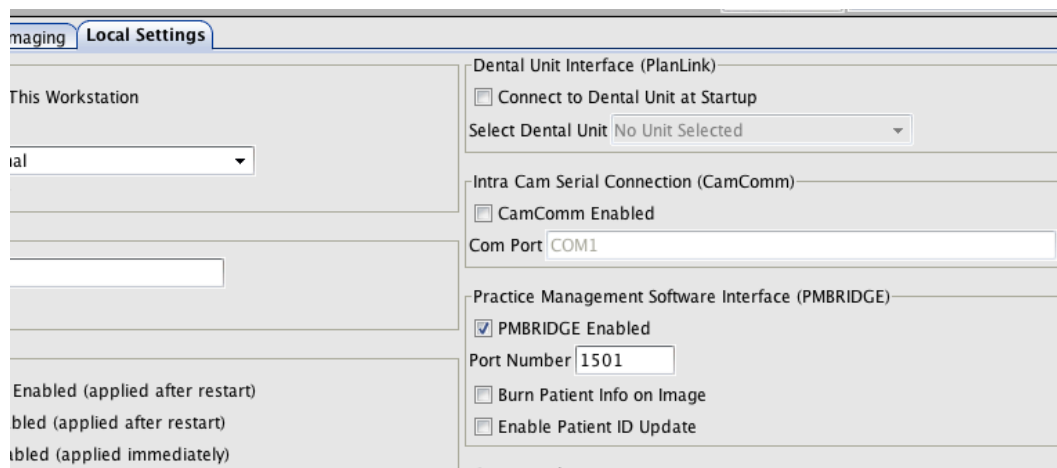 maging Local Settings
This Workstation
nal
Enabled (applied after restart)
bled (applied after restart)
abled (applied immediately)
Dental Unit Interface (PlanLink)
Connect to Dental Unit at Startup
Select Dental Unit No Unit Selected
Intra Cam Serial Connection (CamComm)
CamComm Enabled
Com Port COM1
Practice Management Software Interface (PMBRIDGE)
PMBRIDGE Enabled
Port Number 1501
Burn Patient Info on Image
Enable Patient ID Update